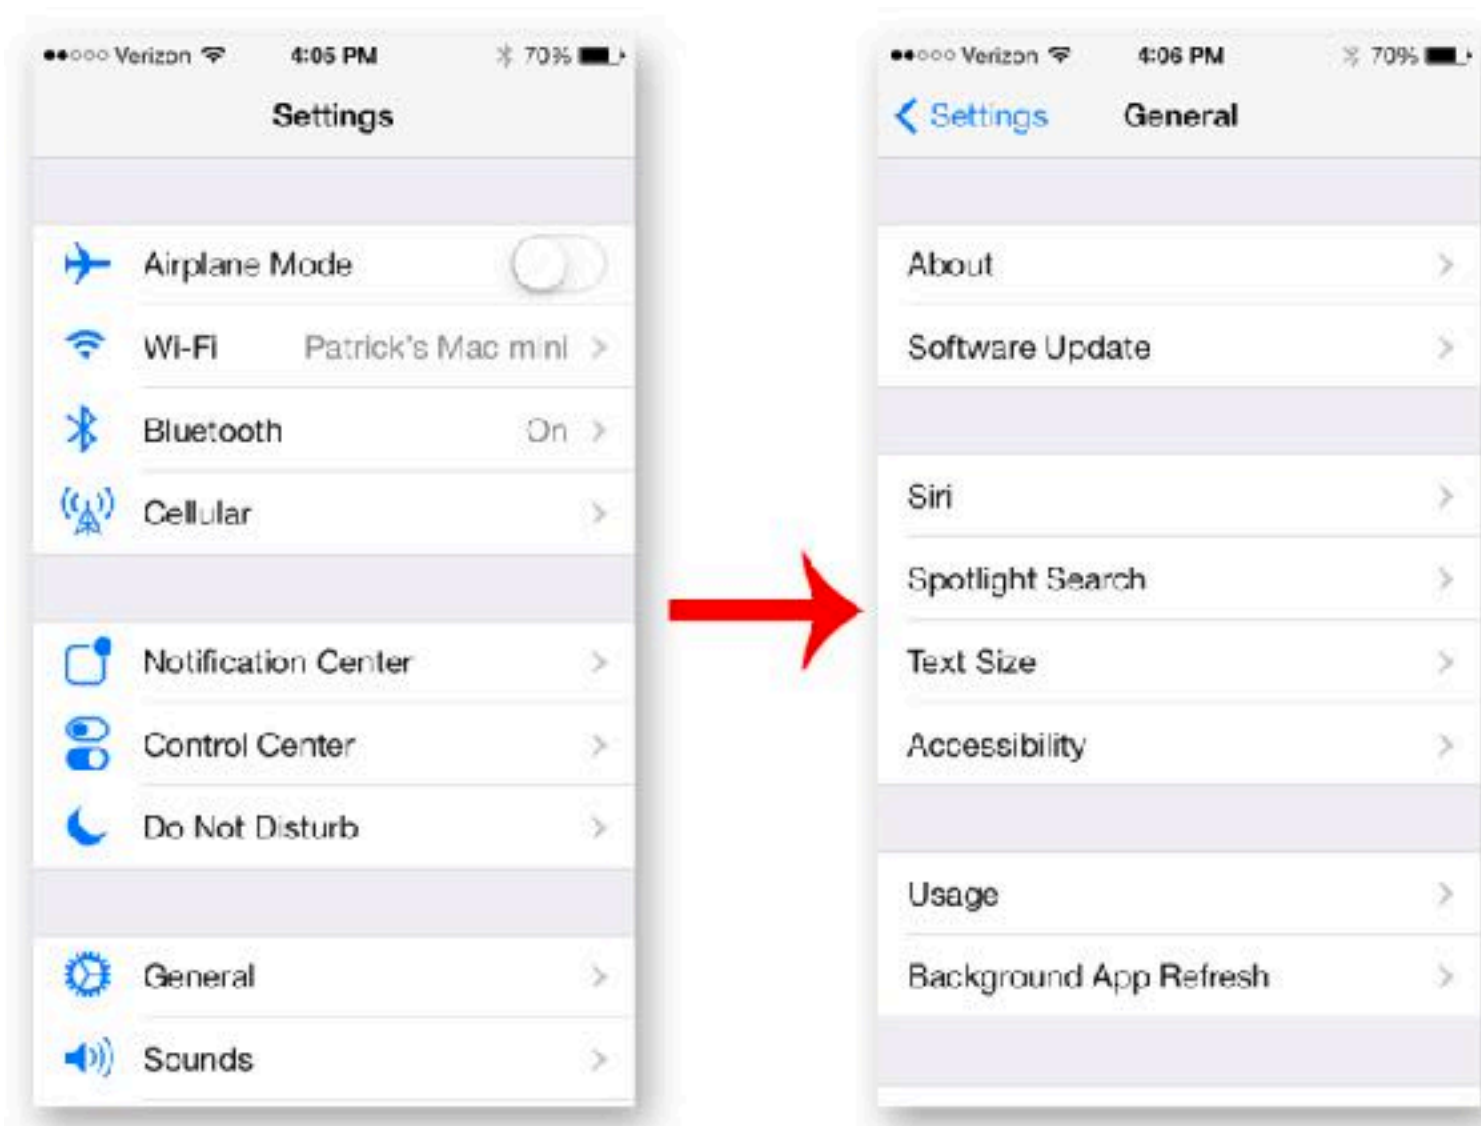 Verizon 4:05 PM 70%
Settings
Airplane Mode
Wi-Fi Patrick's Mac mini
Bluetooth On
Cellular
Notification Center
Control Center
Do Not Disturb
General
Sounds
Verizon 4:06 PM 70%
Settings General
About
Software Update
Siri
Spotlight Search
Text Size
Accessibility
Usage
Background App Refresh